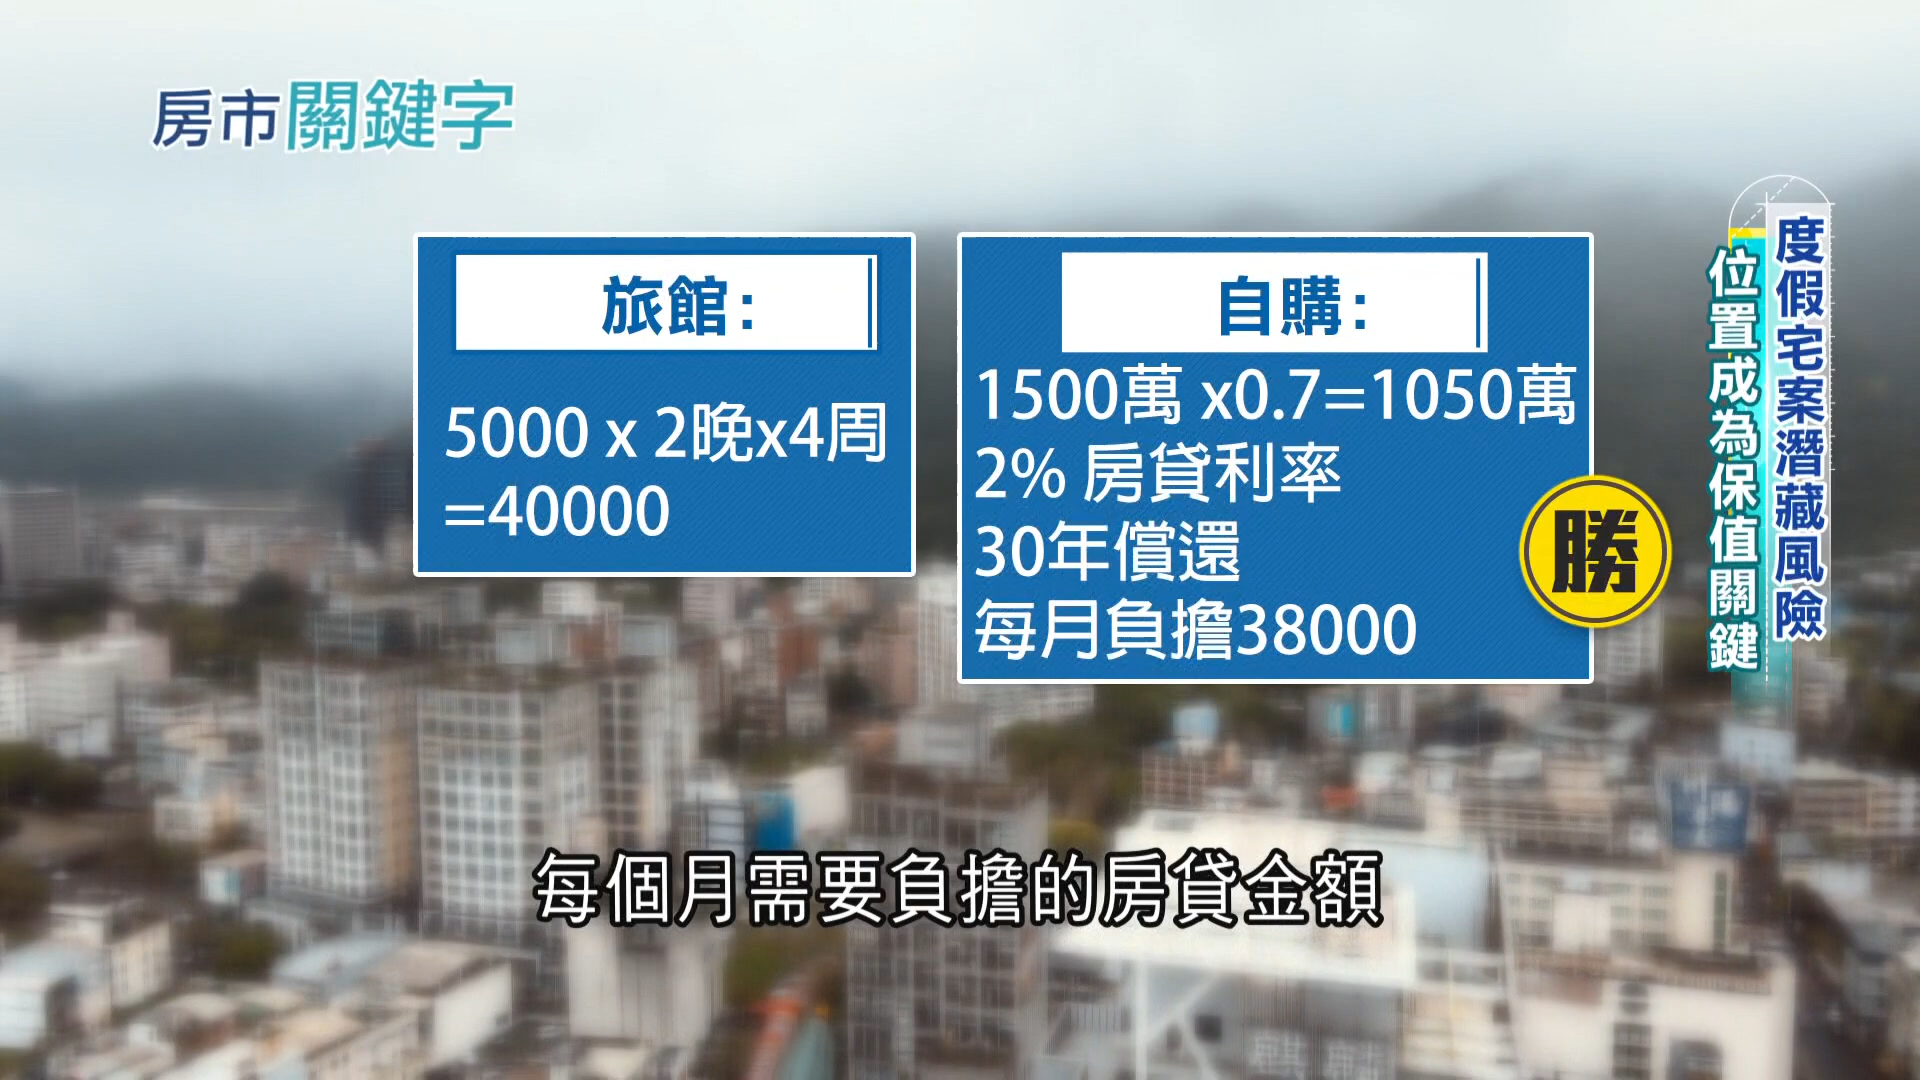 房市關鍵字
旅館：
5000 x 2晚x4周
=40000
自購：
1500萬 x0.7=1050萬
2% 房貸利率
30年償還
每月負擔38000
勝
度假宅案潛藏風險
位置成為保值關鍵
每個月需要負擔的房貸金額